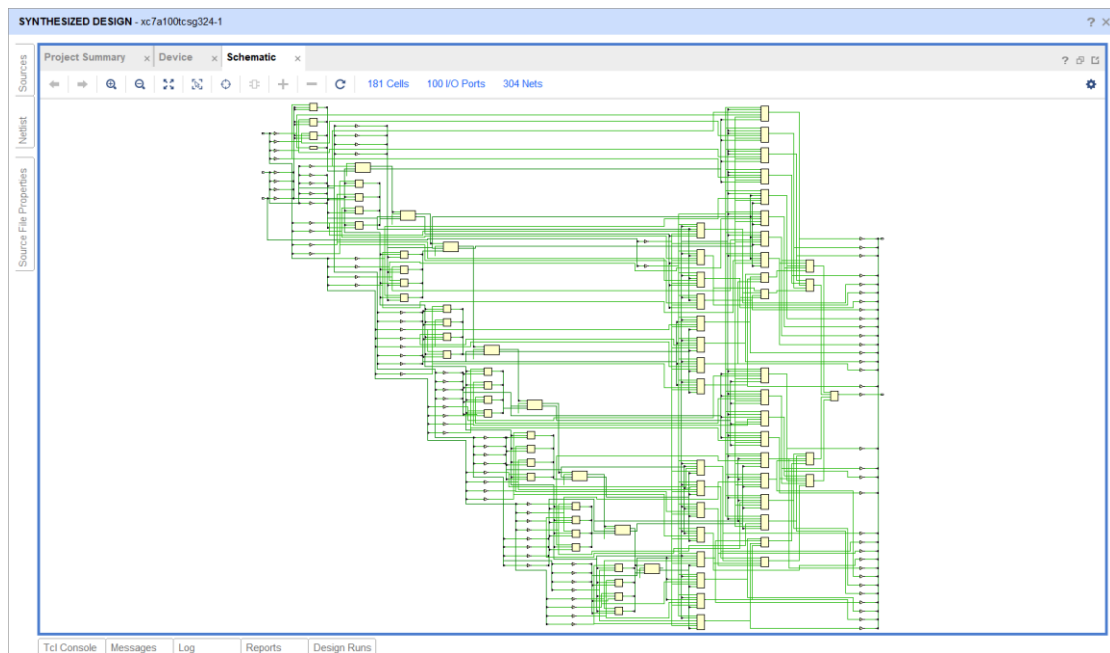 SYNTHESIZED DESIGN - xc7a100tcsg324-1
? ×
Sources
Netlist
Source File Properties
Project Summary × Device × Schematic ×
?
181 Cells 100 I/O Ports 304 Nets
Tcl Console Messages Log Reports Design Runs